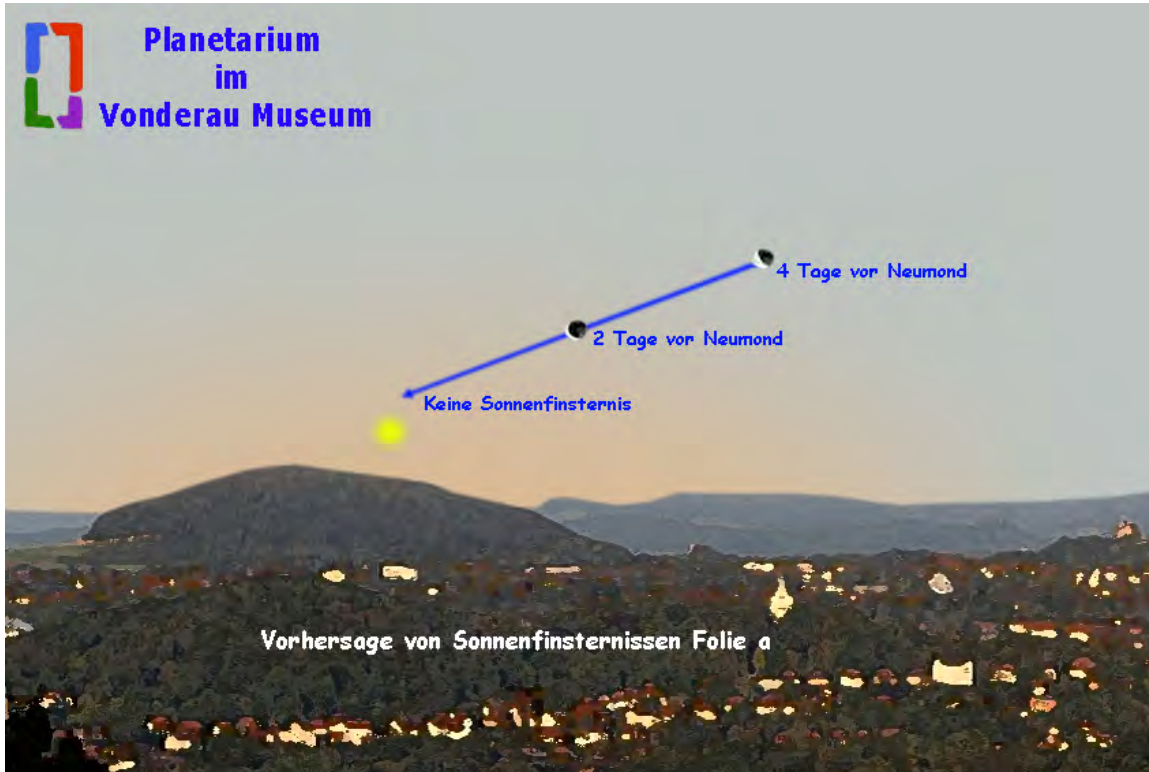 Planetarium
im
Vonderau Museum
4 Tage vor Neumond
2 Tage vor Neumond
Keine Sonnenfinsternis
Vorhersage von Sonnenfinsternissen Folie a